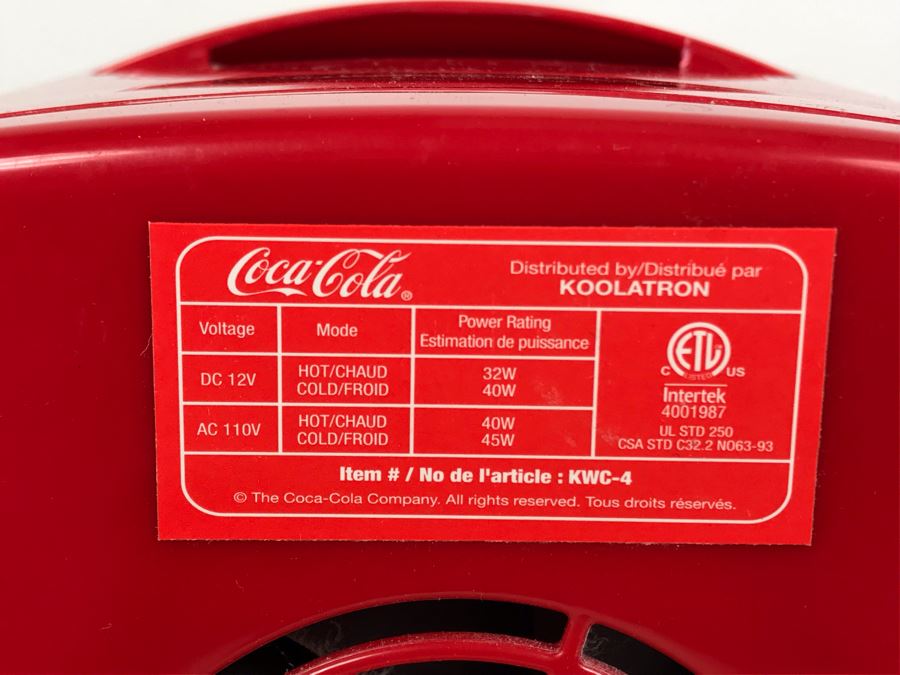 Coca-Cola®
Distributed by/Distribué par
KOOLATRON
Voltage
Mode
Power Rating
Estimation de puissance
DC 12V
HOT/CHAUD
COLD/FROID
32W
40W
AC 110V
HOT/CHAUD
COLD/FROID
40W
45W
ETL
LISTED
C US
Intertek
4001987
UL STD 250
CSA STD C32.2 NO63-93
Item # / No de l'article : KWC-4
© The Coca-Cola Company. All rights reserved. Tous droits réservés.